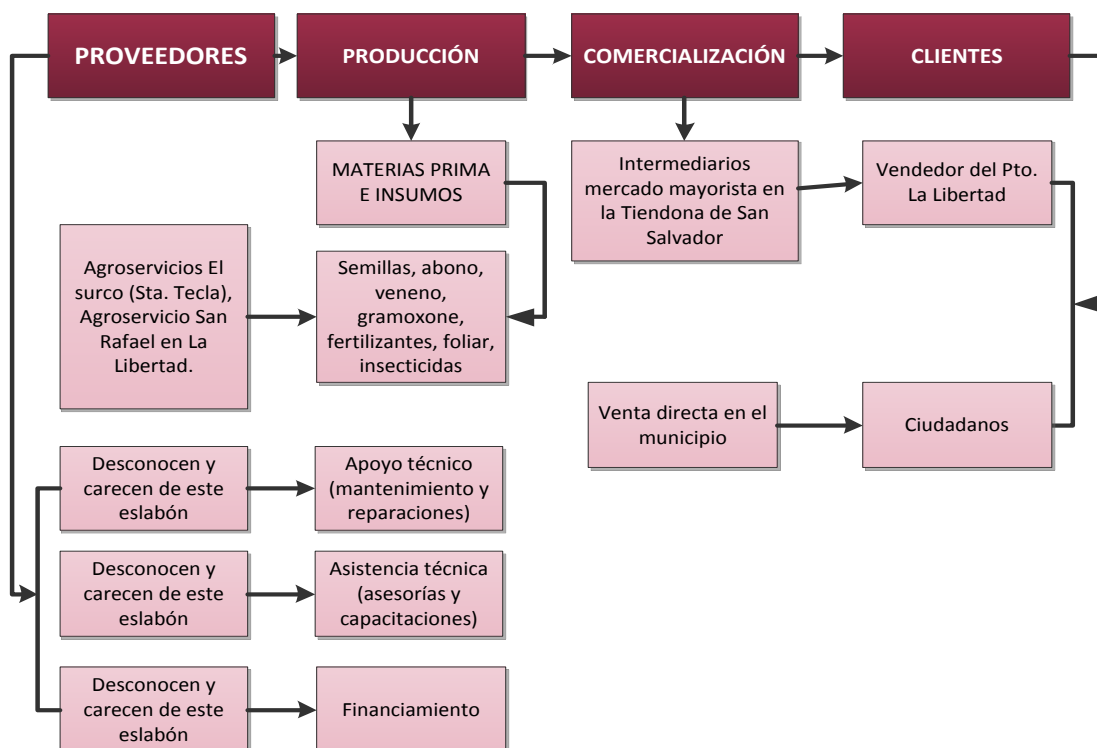 PROVEEDORES
PRODUCCIÓN
COMERCIALIZACIÓN
CLIENTES
MATERIAS PRIMA
E INSUMOS
Intermediarios
mercado mayorista en
la Tiendona de San
Salvador
Vendedor del Pto.
La Libertad
Agroservicios El
surco (Sta. Tecla),
Agroservicio San
Rafael en La
Libertad.
Semillas, abono,
veneno,
gramoxone,
fertilizantes, foliar,
insecticidas
Venta directa en el
municipio
Ciudadanos
Desconocen y
carecen de este
eslabón
Apoyo técnico
(mantenimiento y
reparaciones)
Desconocen y
carecen de este
eslabón
Asistencia técnica
(asesorías y
capacitaciones)
Desconocen y
carecen de este
eslabón
Financiamiento